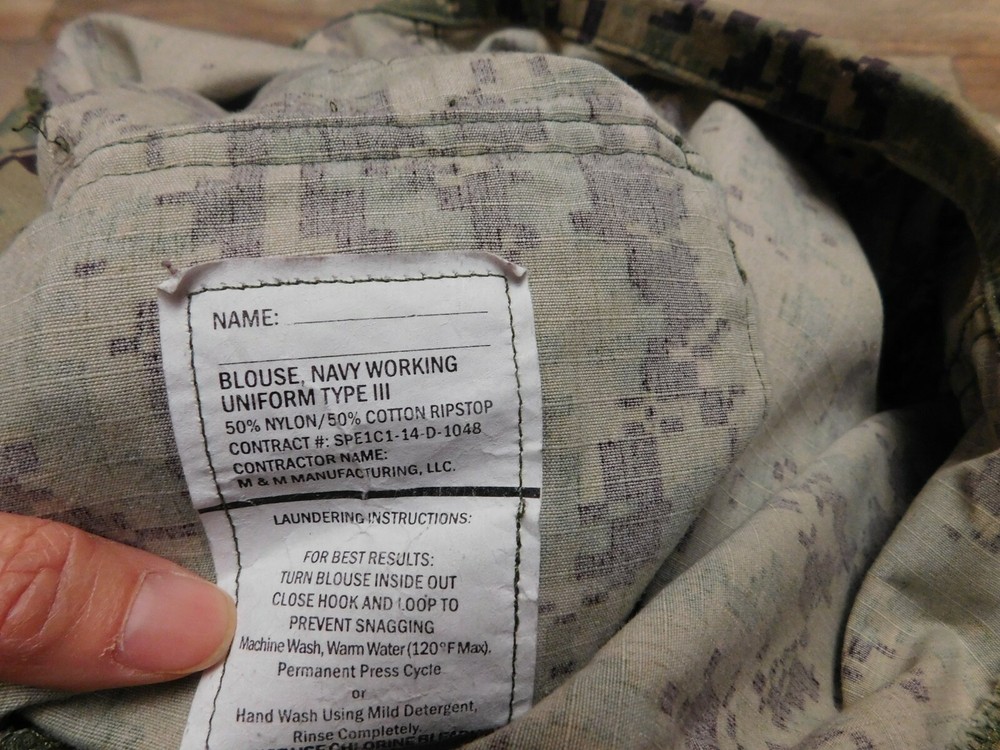 NAME:
BLOUSE, NAVY WORKING
UNIFORM TYPE III
50% NYLON/50% COTTON RIPSTOP
CONTRACT #: SPE1C1-14-D-1048
CONTRACTOR NAME:
M & M MANUFACTURING, LLC.
LAUNDERING INSTRUCTIONS:
FOR BEST RESULTS:
TURN BLOUSE INSIDE OUT
CLOSE HOOK AND LOOP TO
PREVENT SNAGGING
Machine Wash, Warm Water (120°F Max),
Permanent Press Cycle
or
Hand Wash Using Mild Detergent,
Rinse Completely.
CHLORINE